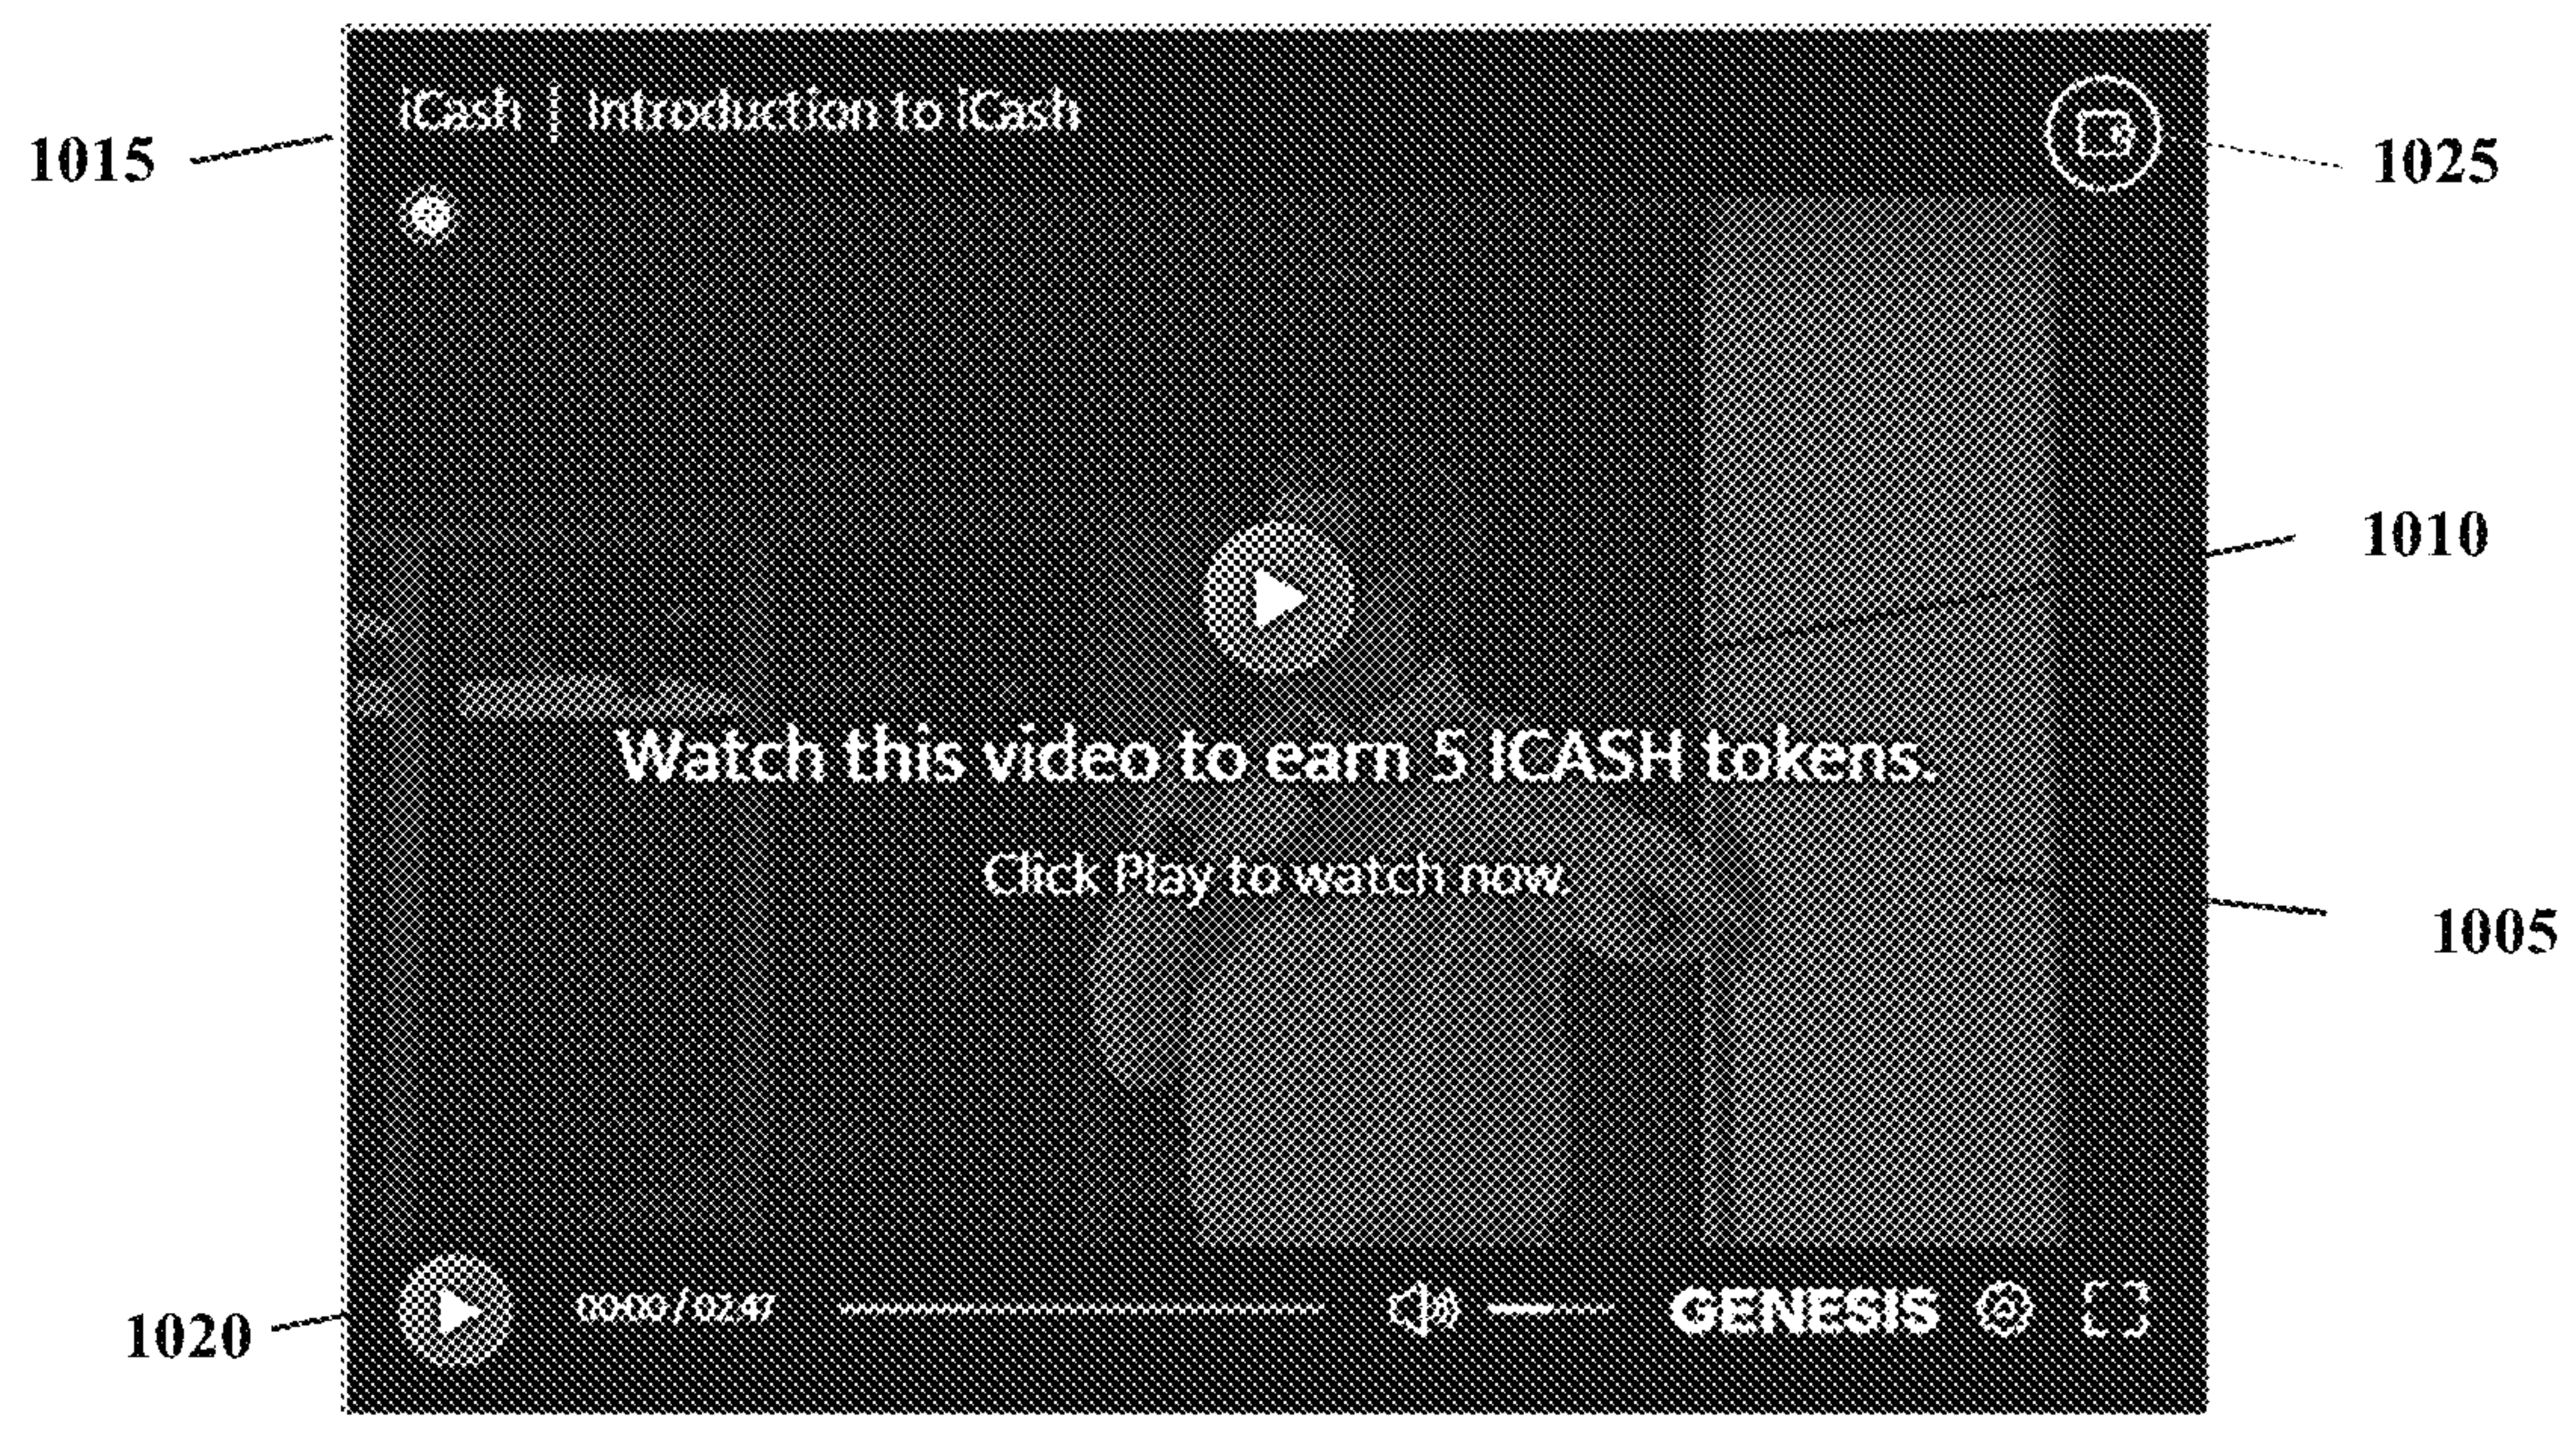 iCash | Introduction to iCash
1015
1025
1010
Watch this video to earn 5 ICASH tokens.
Click Play to watch now.
1005
1020
00:00 / 02:47
GENESIS